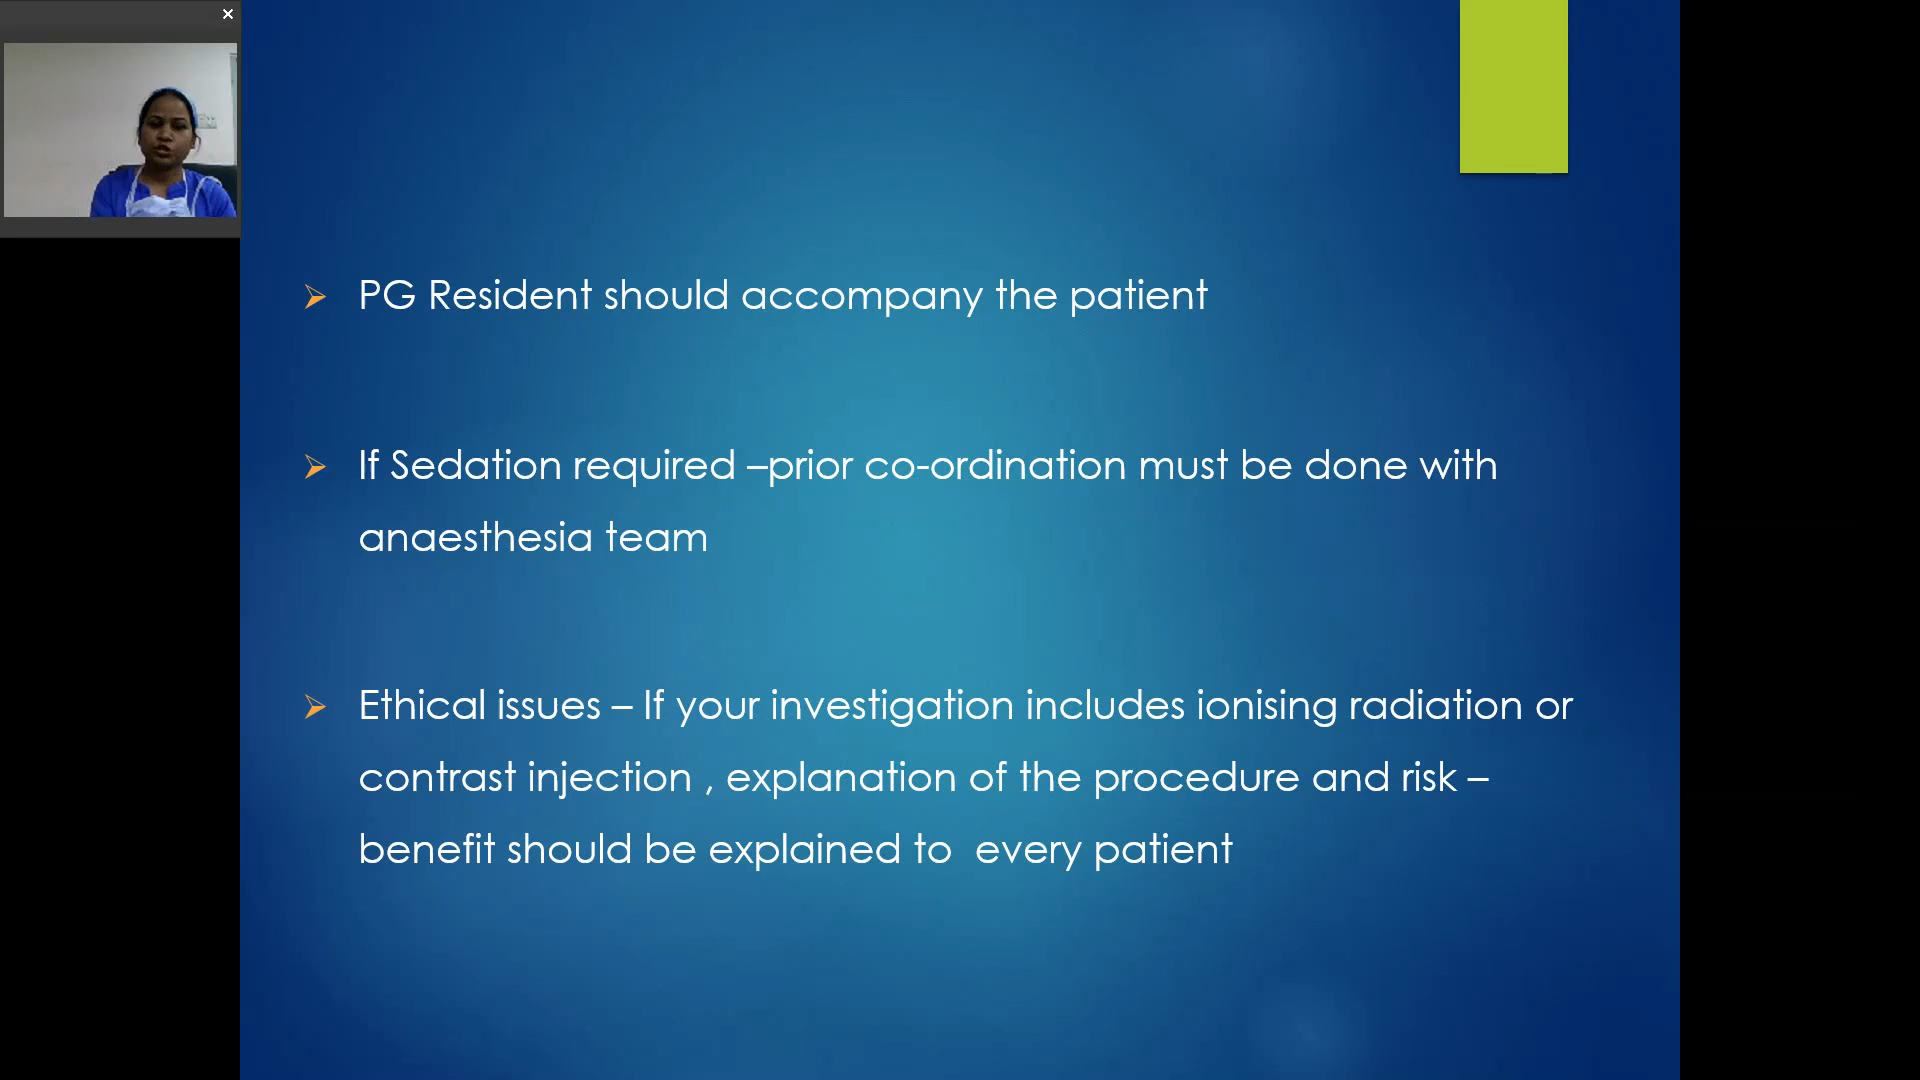 PG Resident should accompany the patient
If Sedation required –prior co-ordination must be done with
anaesthesia team
Ethical issues – If your investigation includes ionising radiation or
contrast injection , explanation of the procedure and risk –
benefit should be explained to  every patient